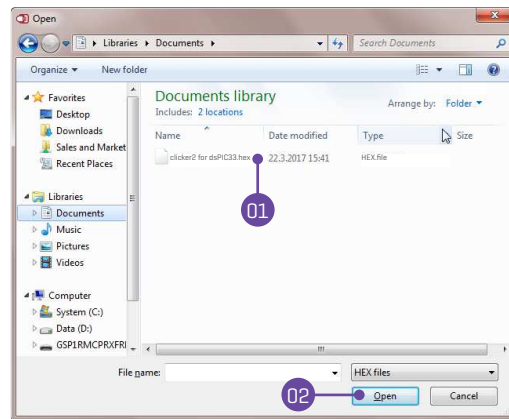 Open
Libraries
Documents
Search Documents
Organize
New folder
Favorites
Desktop
Downloads
Sales and Market
Recent Places
Libraries
Documents
Music
Pictures
Videos
Computer
System (C:)
Data (D:)
Documents library
Includes: 2 locations
Arrange by: Folder
Name Date modified Type Size
clicker2 for dsPIC33.hex 22.3.2017 15:41 HEX.file
01
File name:
HEX files
02
Open
Cancel